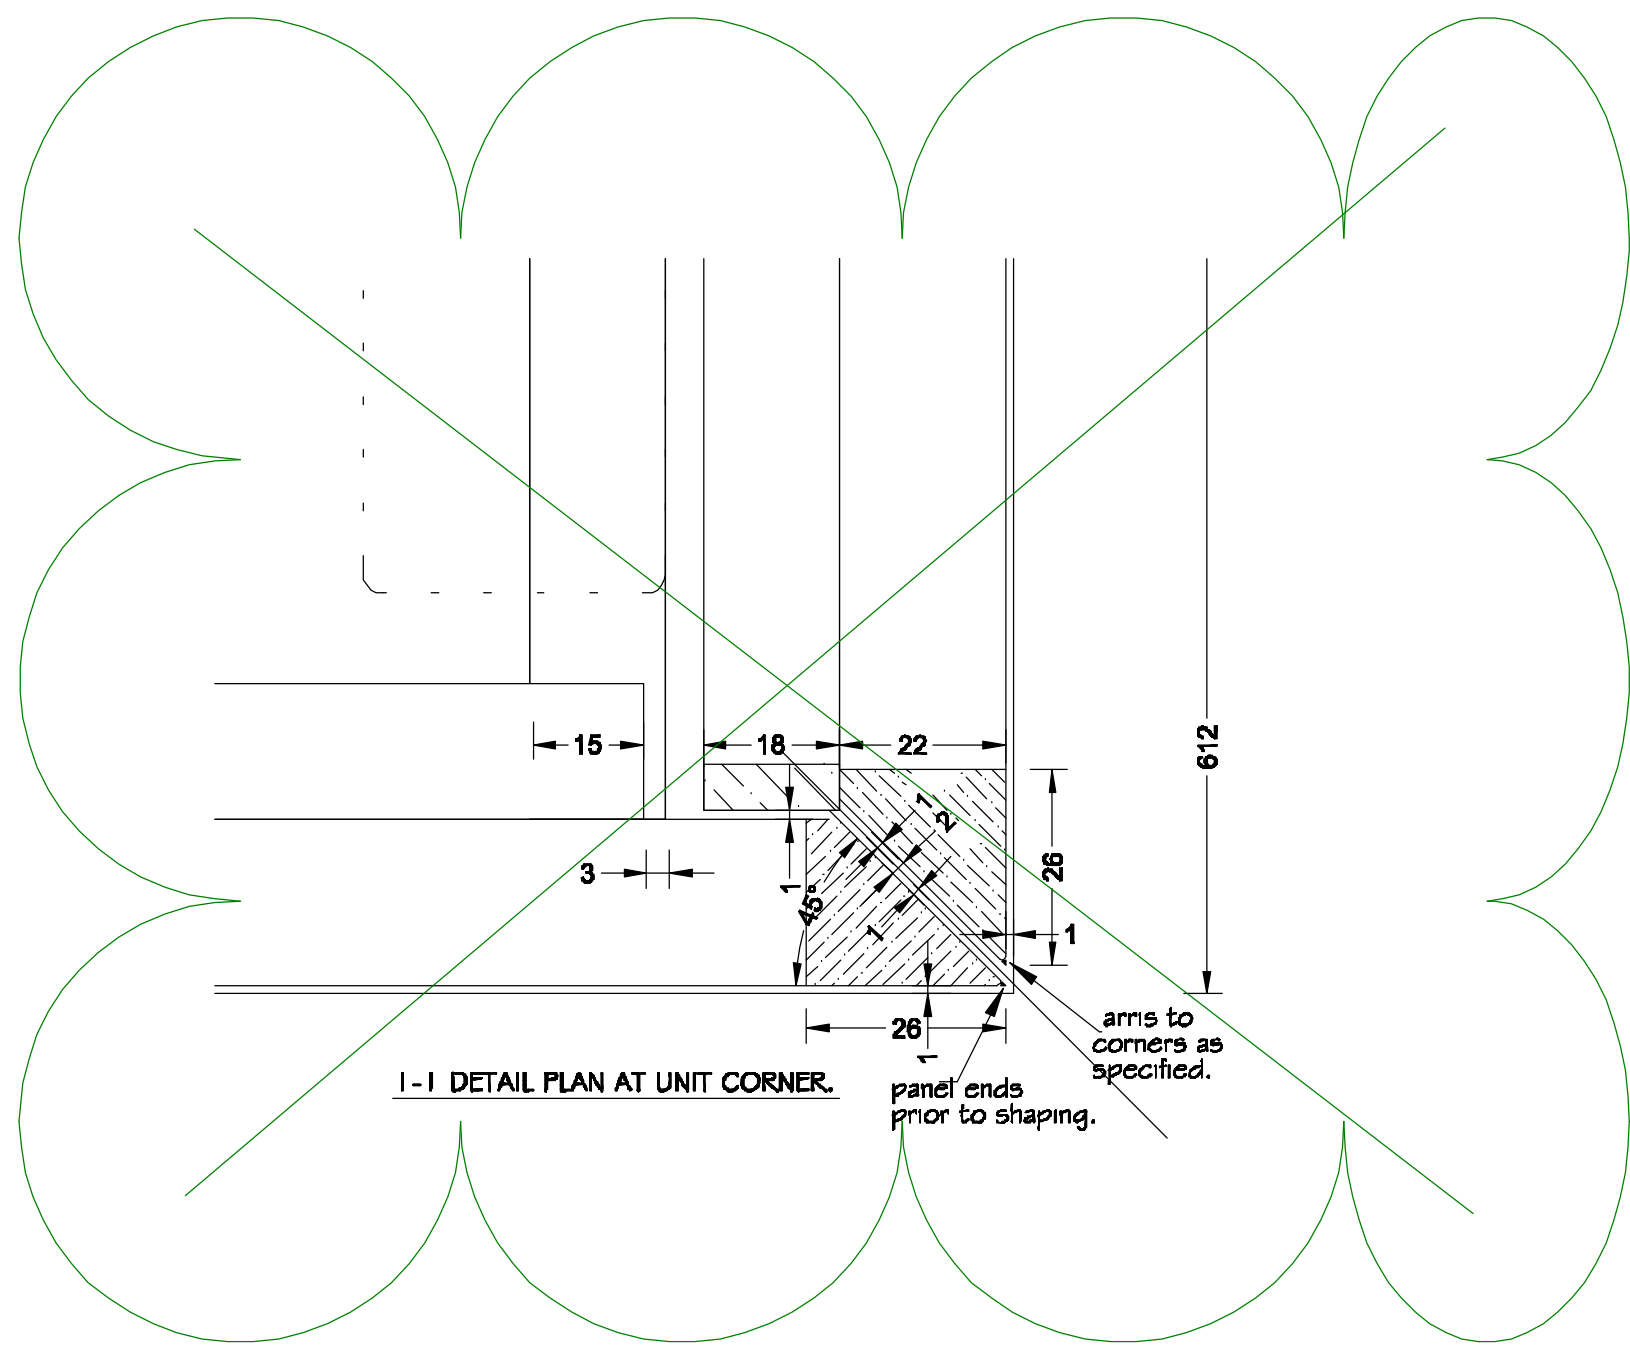 612
15
18
22
1
2
26
3
1
45°
1
1
26
1
arris to
corners as
specified.
1-1 DETAIL PLAN AT UNIT CORNER.
panel ends
prior to shaping.